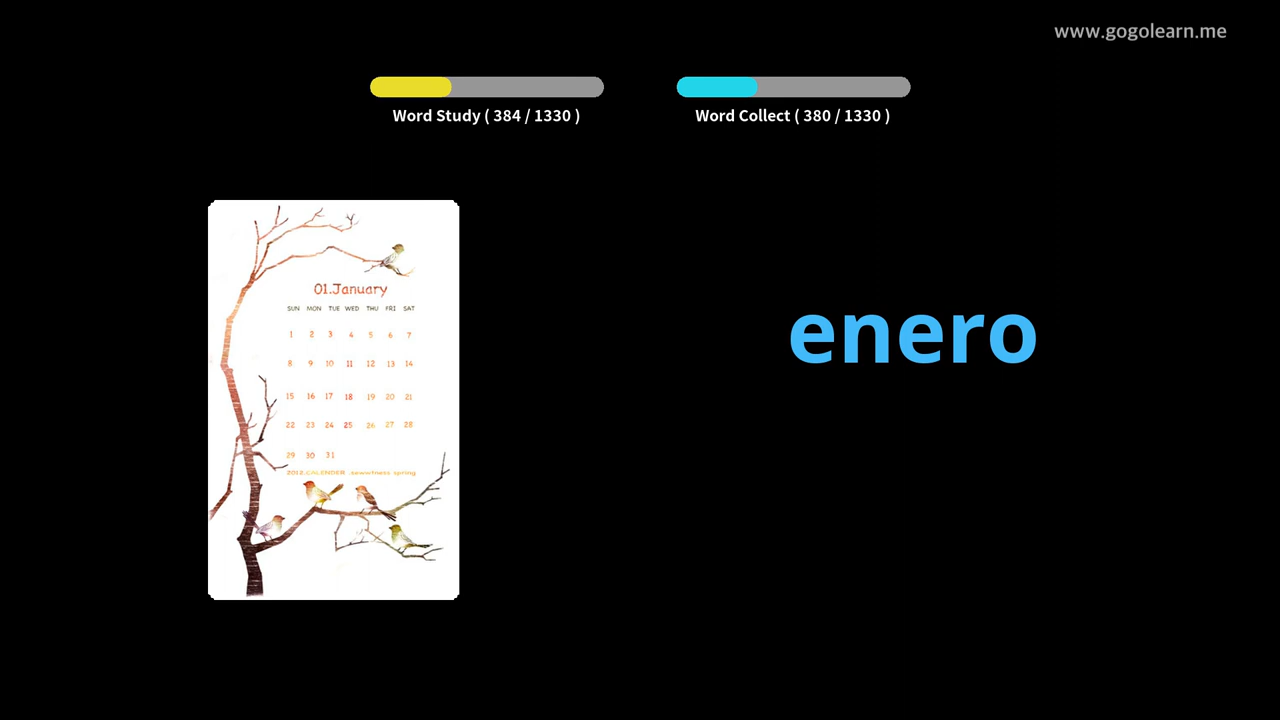 www.gogolearn.me
Word Study ( 384 / 1330 )
Word Collect ( 380 / 1330 )
01.January
SUN MON TUE WED THU FRI SAT
1 2 3 4 5 6 7
8 9 10 11 12 13 14
15 16 17 18 19 20 21
22 23 24 25 26 27 28
29 30 31
CALENDER spring
enero